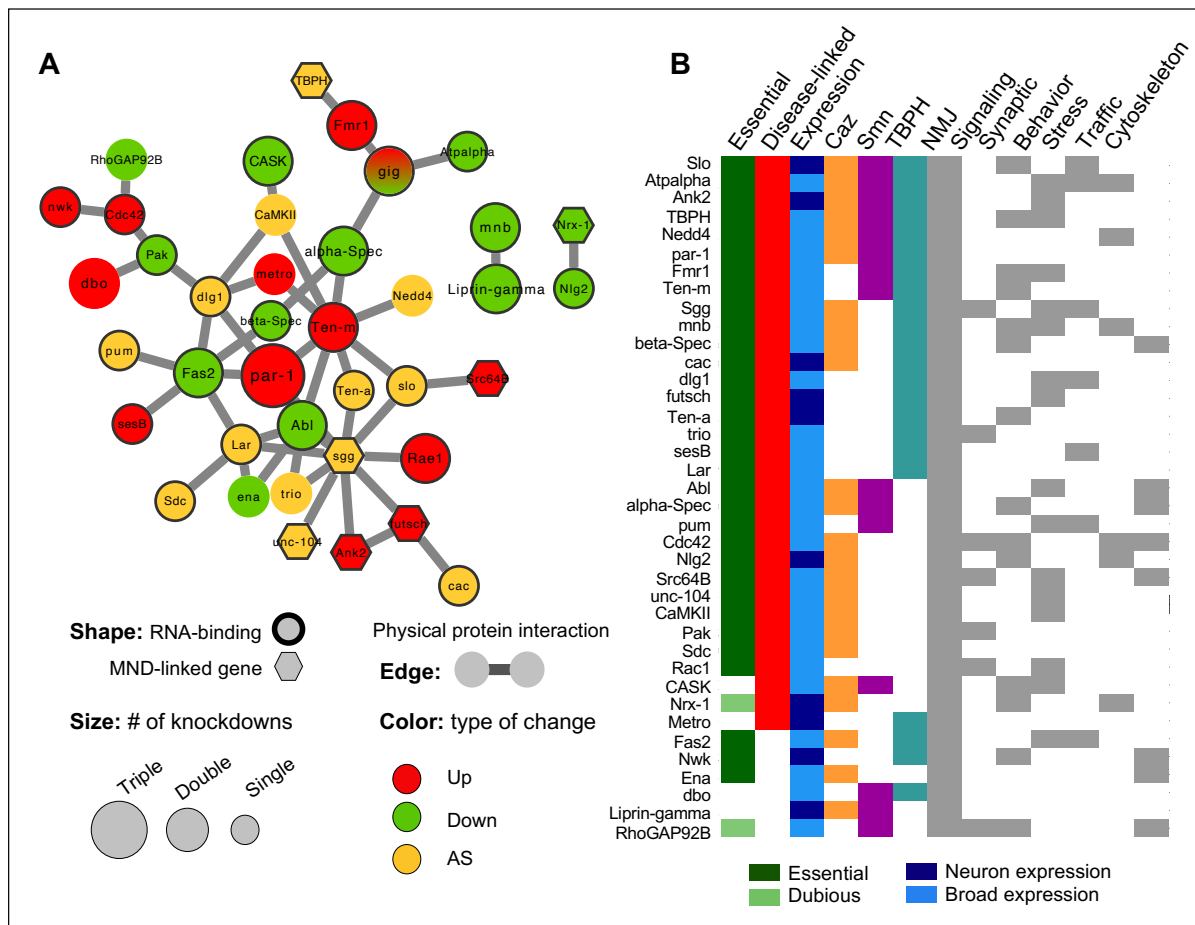 A
TBPH
Fmr1
Atpalpha
gig
RhoGAP92B
CASK
nwk
Cdc42
CaMKII
mnb
Nrx-1
Pak
alpha-Spec
dbo
metro
Liprin-gamma
Nlg2
dlg1
Nedd4
beta-Spec
Ten-m
pum
Fas2
par-1
Ten-a
slo
Src64B
sesB
Abl
Lar
sgg
Rae1
Sdc
ena
trio
unc-104
Ank2
futsch
cac
Shape: RNA-binding
MND-linked gene
Physical protein interaction
Edge:
Size: # of knockdowns
Triple
Double
Single
Color: type of change
Up
Down
AS
B
Essential
Disease-linked
Expression
Caz
Smn
TBPH
NMJ
Signaling
Synaptic
Behavior
Stress
Traffic
Cytoskeleton
Slo
Atpalpha
Ank2
TBPH
Nedd4
par-1
Fmr1
Ten-m
Sgg
mnb
beta-Spec
cac
dlg1
futsch
Ten-a
trio
sesB
Lar
Abl
alpha-Spec
pum
Cdc42
Nlg2
Src64B
unc-104
CaMKII
Pak
Sdc
Rac1
CASK
Nrx-1
Metro
Fas2
Nwk
Ena
dbo
Liprin-gamma
RhoGAP92B
Essential
Dubious
Neuron expression
Broad expression